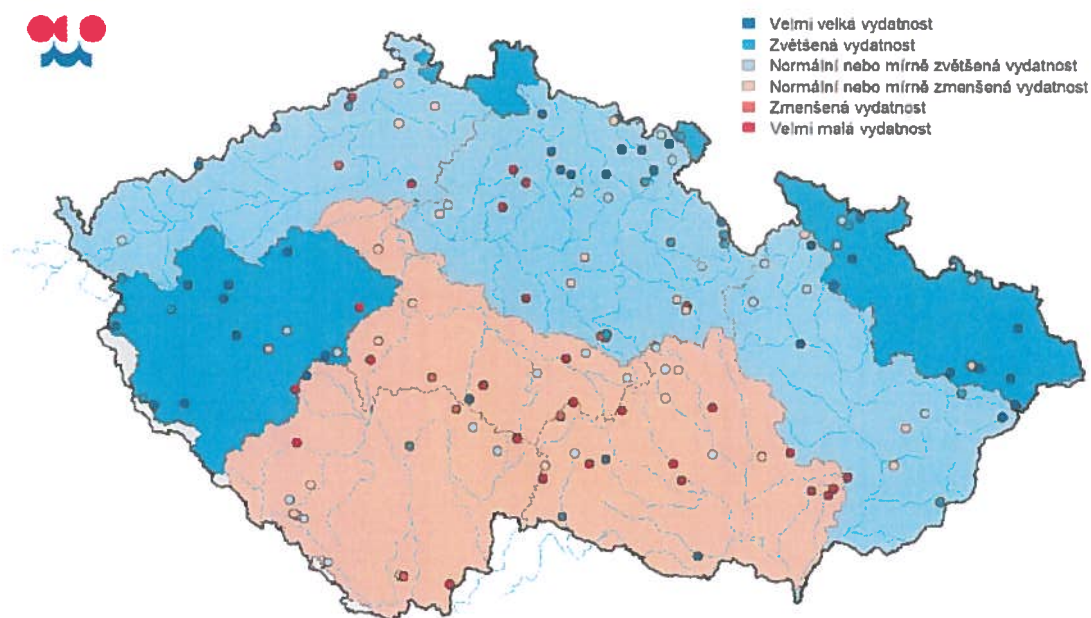 Velmi velká vydatnost
Zvětšená vydatnost
Normální nebo mírně zvětšená vydatnost
Normální nebo mírně zmenšená vydatnost
Zmenšená vydatnost
Velmi malá vydatnost